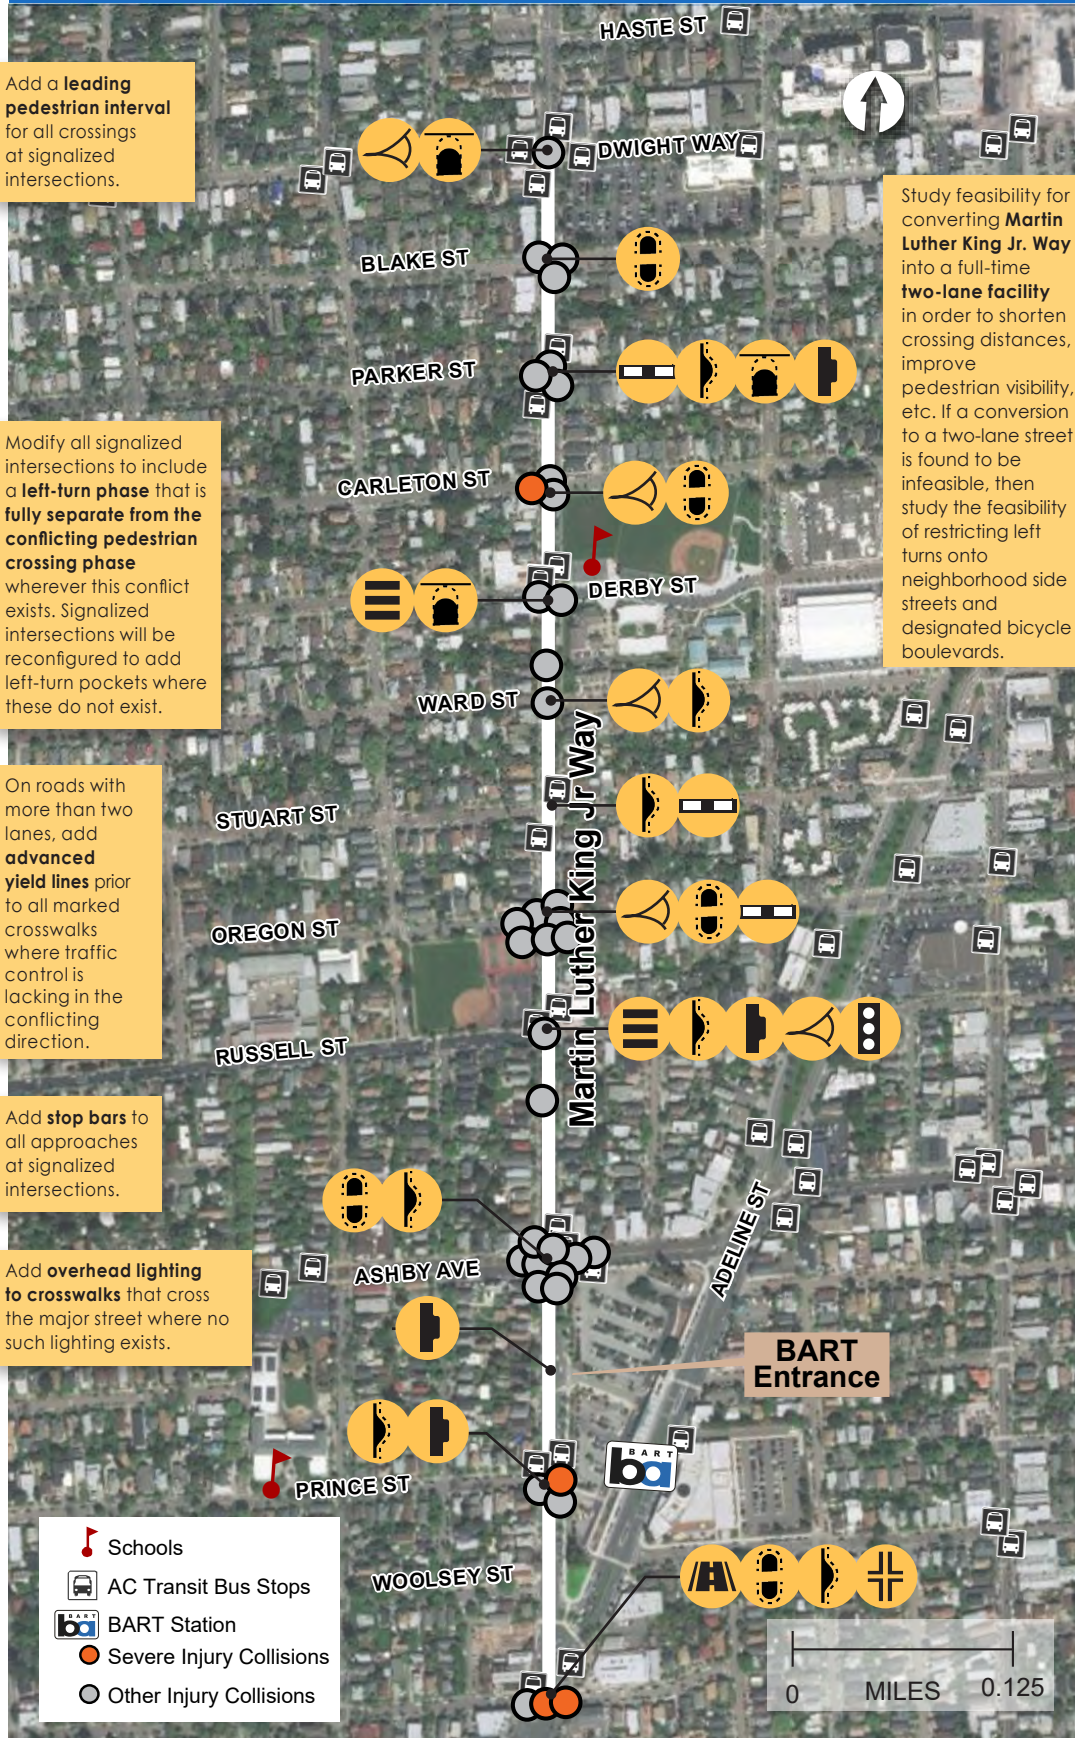 HASTE ST
Add a leading
pedestrian interval
for all crossings
at signalized
intersections.
DWIGHT WAY
Study feasibility for
converting Martin
Luther King Jr. Way
into a full-time
two-lane facility
in order to shorten
crossing distances,
improve
pedestrian visibility,
etc. If a conversion
to a two-lane street
is found to be
infeasible, then
study the feasibility
of restricting left
turns onto
neighborhood side
streets and
designated bicycle
boulevards.
BLAKE ST
PARKER ST
Modify all signalized
intersections to include
a left-turn phase that is
fully separate from the
conflicting pedestrian
crossing phase
wherever this conflict
exists. Signalized
intersections will be
reconfigured to add
left-turn pockets where
these do not exist.
CARLETON ST
DERBY ST
WARD ST
Martin Luther King Jr Way
On roads with
more than two
lanes, add
advanced
yield lines prior
to all marked
crosswalks
where traffic
control is
lacking in the
conflicting
direction.
STUART ST
OREGON ST
RUSSELL ST
Add stop bars to
all approaches
at signalized
intersections.
ADELINE ST
Add overhead lighting
to crosswalks that cross
the major street where no
such lighting exists.
ASHBY AVE
BART
Entrance
BART
ba
PRINCE ST
WOOLSEY ST
Schools
AC Transit Bus Stops
BART
ba
BART Station
Severe Injury Collisions
Other Injury Collisions
0 MILES 0.125